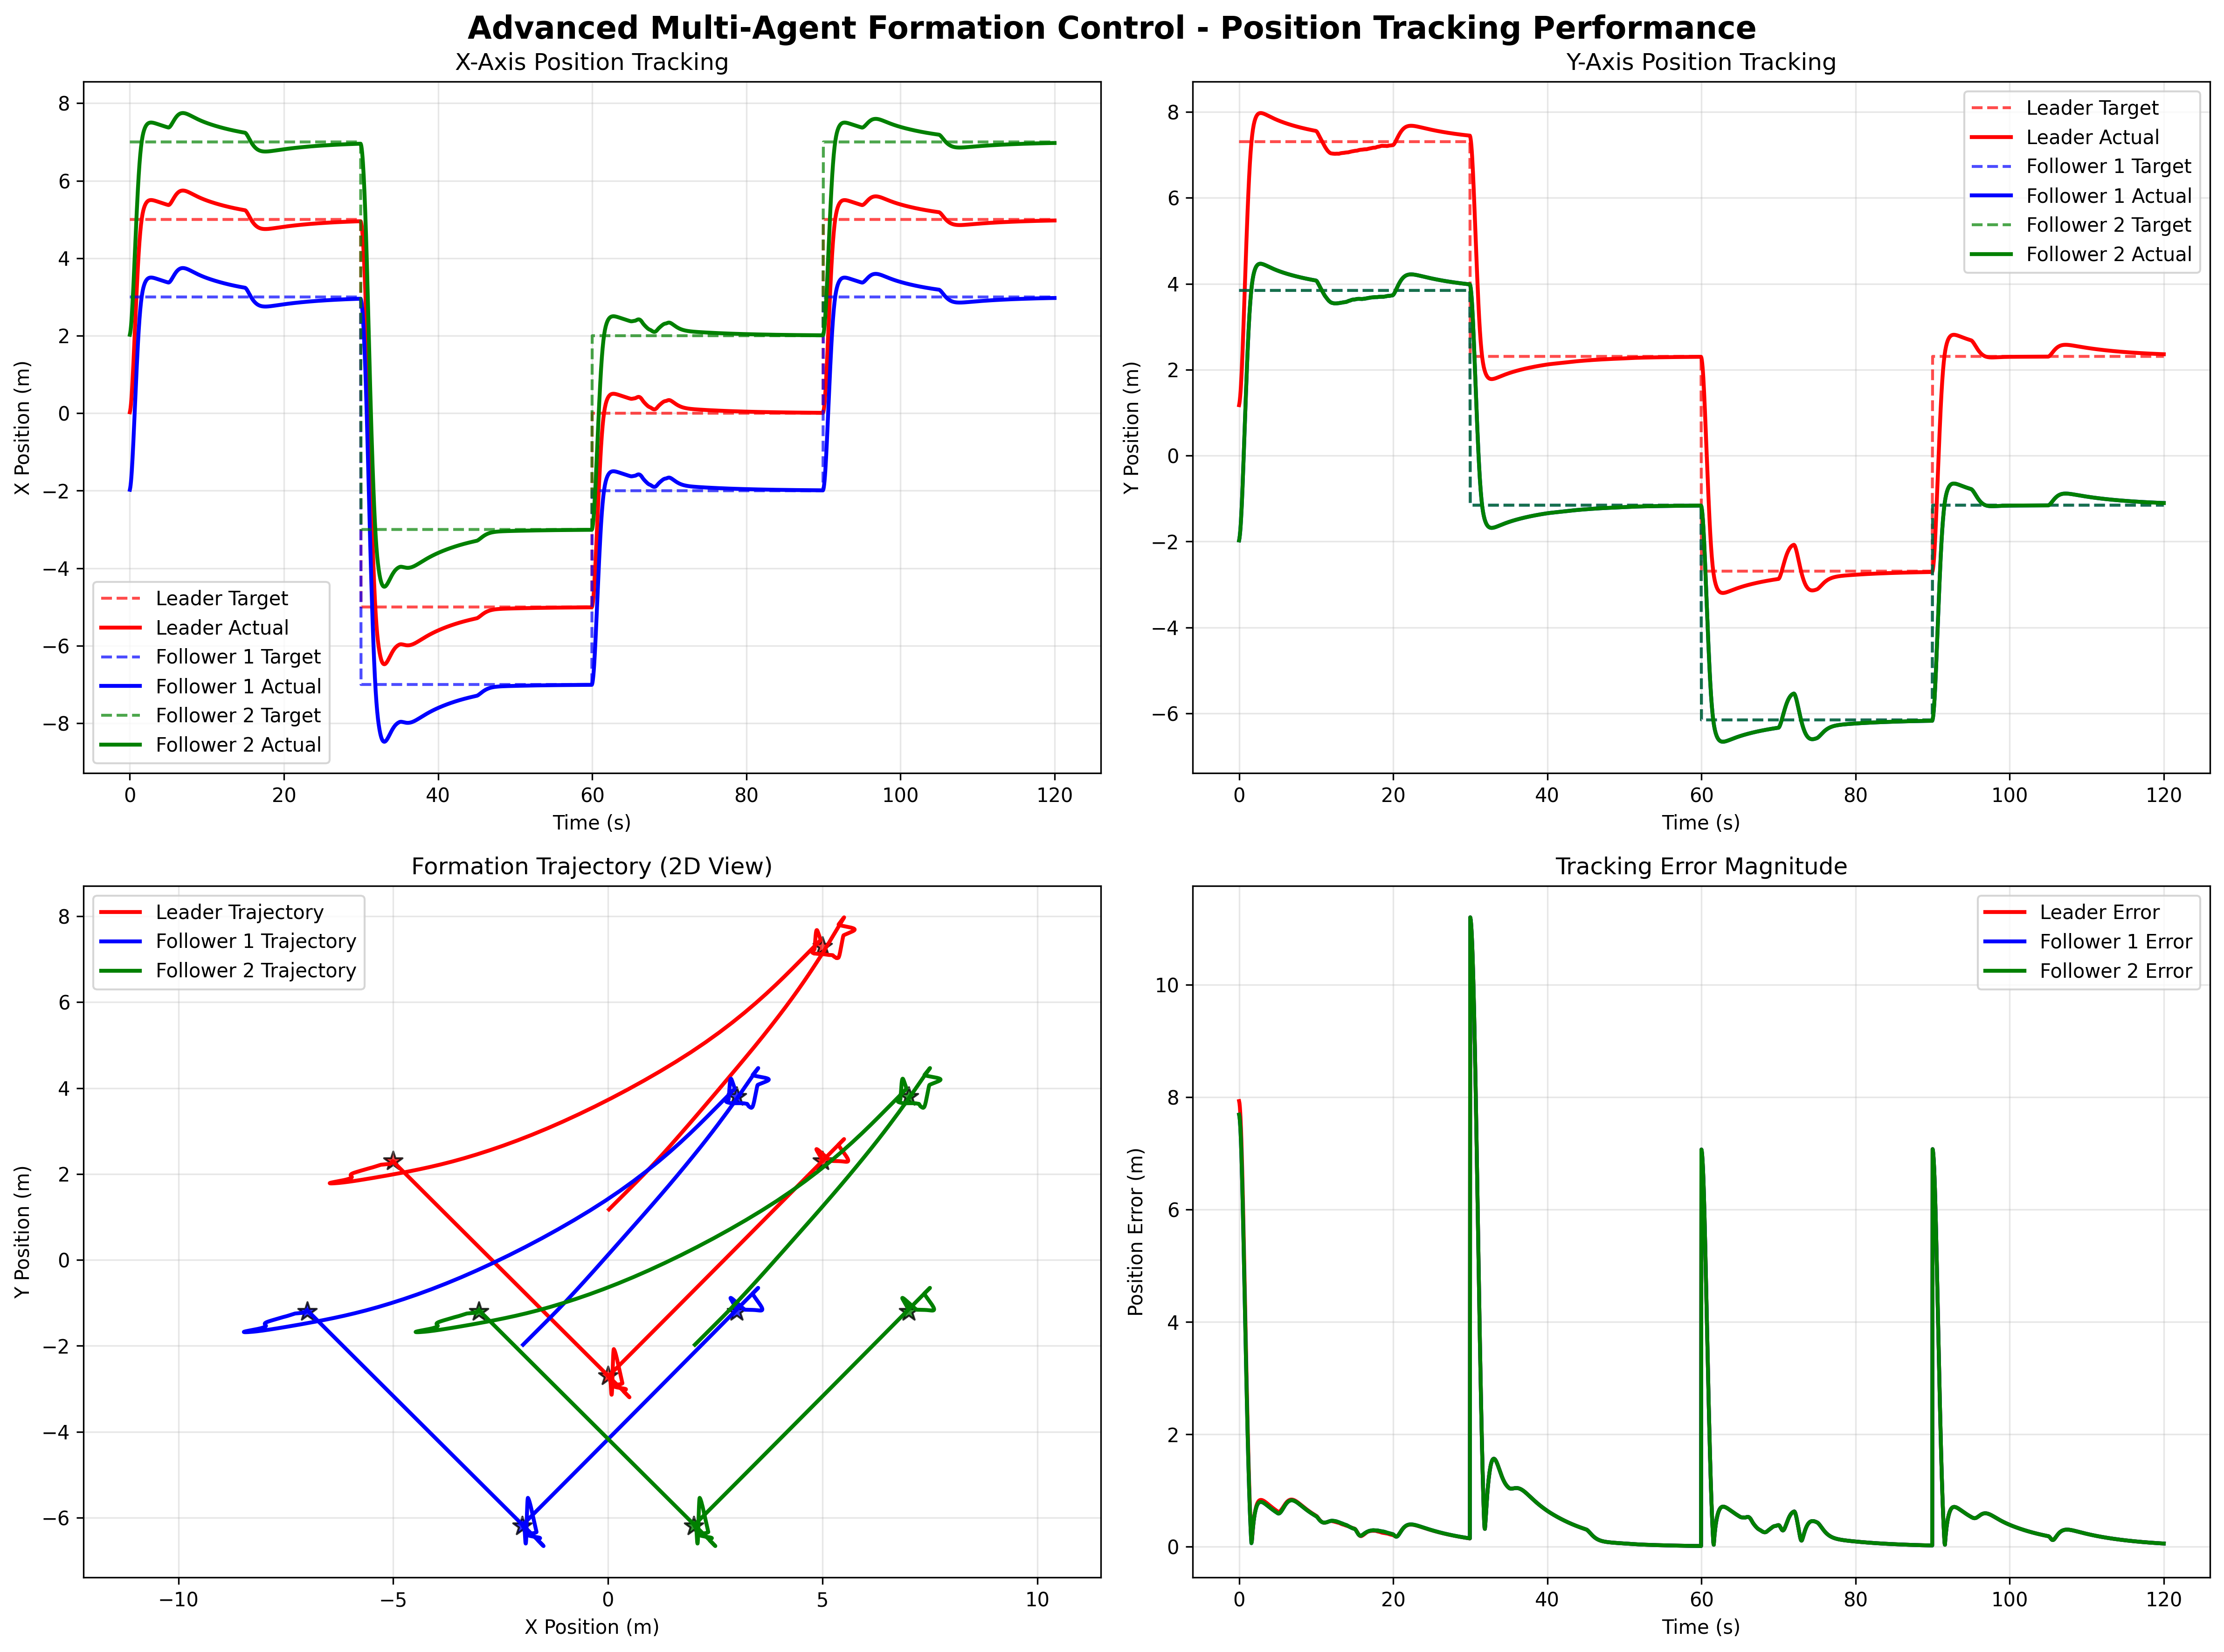 Advanced Multi-Agent Formation Control - Position Tracking Performance
X-Axis Position Tracking
8
6
4
2
0
−2
−4
−6
−8
X Position (m)
Leader Target
Leader Actual
Follower 1 Target
Follower 1 Actual
Follower 2 Target
Follower 2 Actual
0 20 40 60 80 100 120
Time (s)
Y-Axis Position Tracking
8
6
4
2
0
−2
−4
−6
Y Position (m)
Leader Target
Leader Actual
Follower 1 Target
Follower 1 Actual
Follower 2 Target
Follower 2 Actual
0 20 40 60 80 100 120
Time (s)
Formation Trajectory (2D View)
8
6
4
2
0
−2
−4
−6
Y Position (m)
Leader Trajectory
Follower 1 Trajectory
Follower 2 Trajectory
−10 −5 0 5 10
X Position (m)
Tracking Error Magnitude
10
8
6
4
2
0
Position Error (m)
Leader Error
Follower 1 Error
Follower 2 Error
0 20 40 60 80 100 120
Time (s)